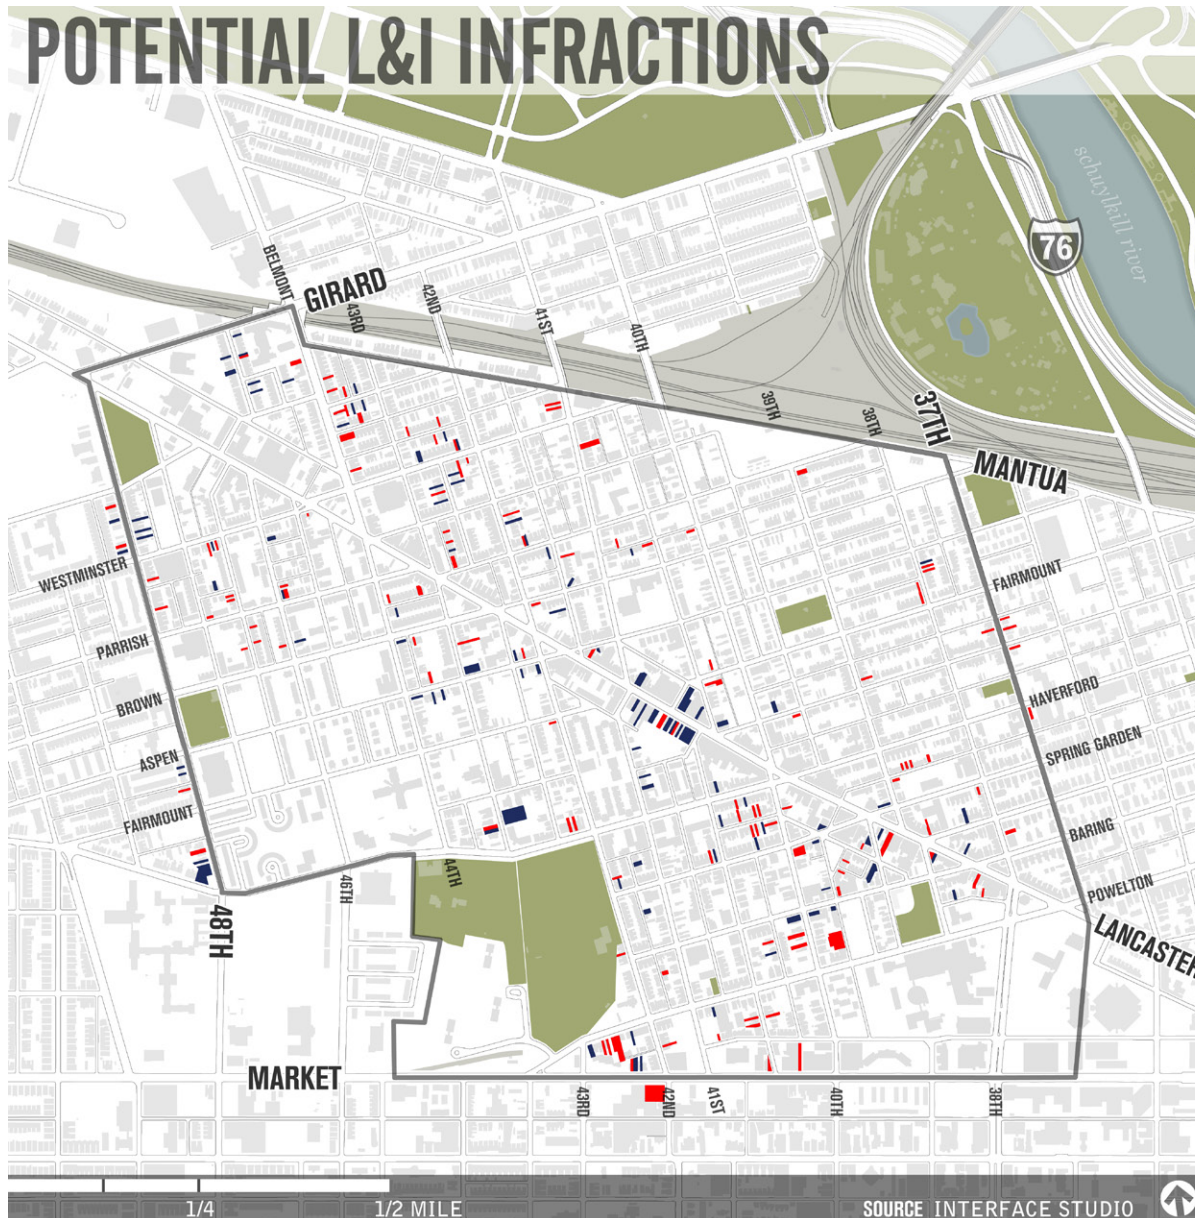 POTENTIAL L&I INFRACTIONS
schuylkill river
76
BELMONT
GIRARD
43RD
42ND
41ST
40TH
39TH
38TH
37TH
MANTUA
WESTMINSTER
FAIRMOUNT
PARRISH
HAVERFORD
BROWN
SPRING GARDEN
ASPEN
FAIRMOUNT
BARING
44TH
46TH
POWELTON
48TH
LANCASTER
MARKET
43RD
42ND
41ST
40TH
38TH
1/4
1/2 MILE
SOURCE INTERFACE STUDIO